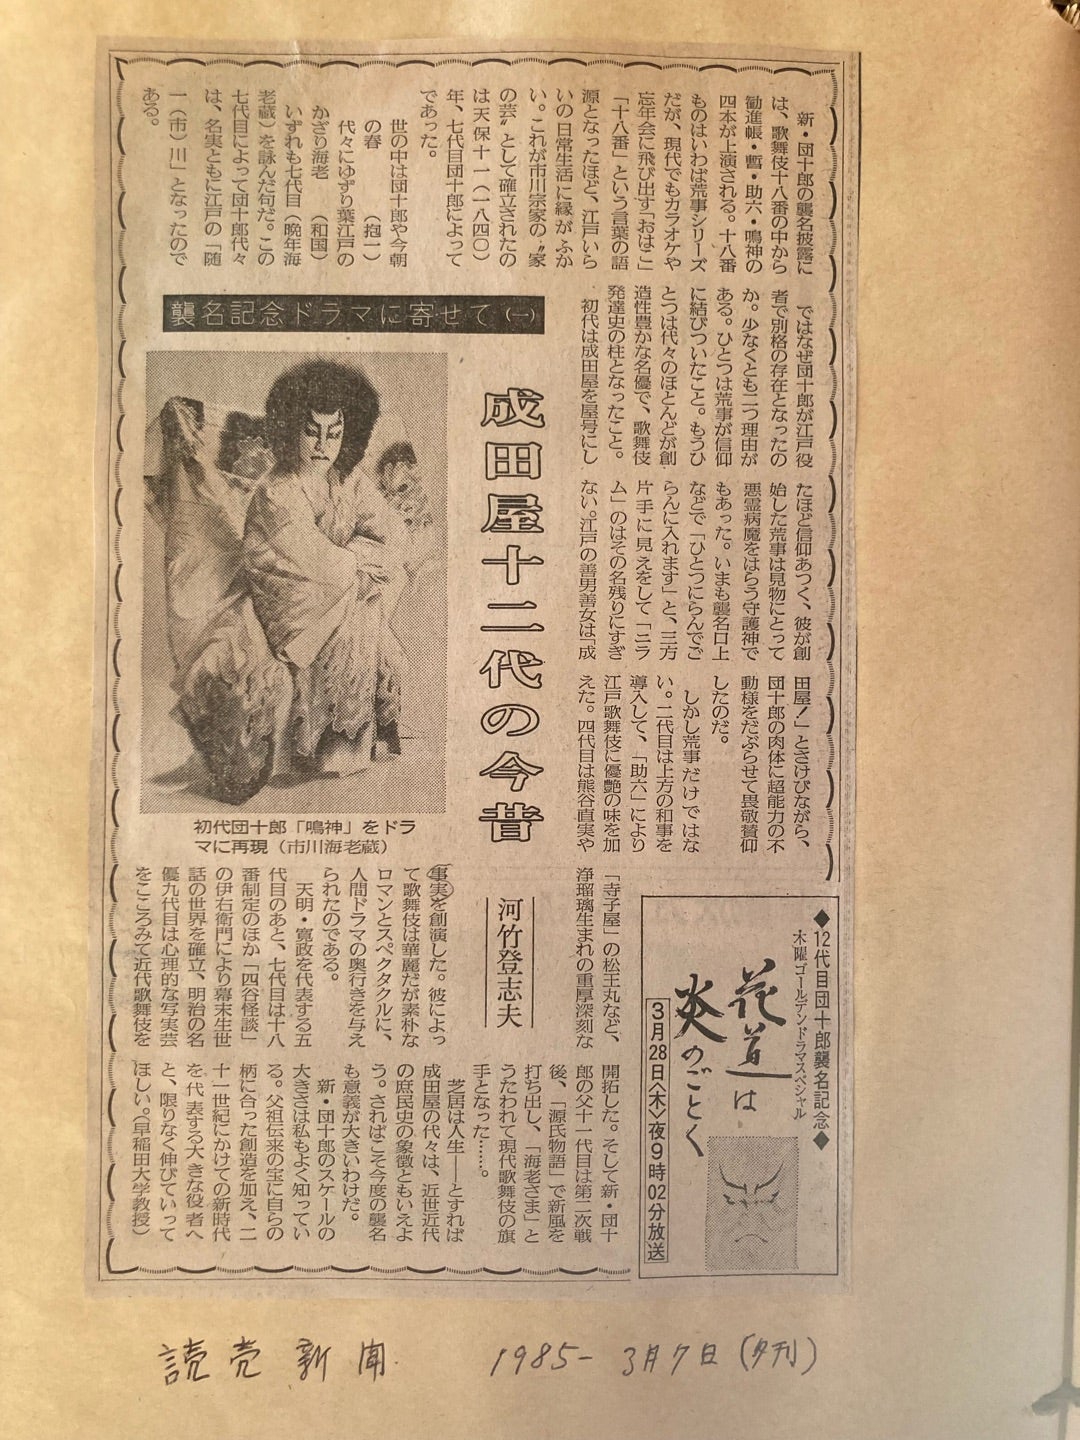 新・団十郎の襲名披露に
は、歌舞伎十八番の中から
勧進帳・暫・助六・鳴神の
四本が上演される。十八番
ものはいわば荒事シリーズ
だが、現代でもカラオケや
忘年会に飛び出す「おはこ」
「十八番」という言葉の語
源となったほど、江戸いら
いの日常生活に縁がふか
い。これが市川宗家の〝家
の芸〟として確立されたの
は天保十一(一八四〇)
年、七代目団十郎によって
であった。
世の中は団十郎や今朝
の春 (抱一)
代々にゆずり葉江戸の
かざり海老 (和国)
いずれも七代目(晩年海
老蔵)を詠んだ句だ。この
七代目によって団十郎代々
は、名実ともに江戸の「随
一(市)川」となったので
ある。
襲名記念ドラマに寄せて(一)
成田屋十二代の今昔
河竹登志夫
初代団十郎「鳴神」をドラ
マに再現(市川海老蔵)
ではなぜ団十郎が江戸役
者で別格の存在となったの
か。少なくとも二つ理由が
ある。ひとつは荒事が信仰
に結びついたこと。もうひ
とつは代々のほとんどが創
造性豊かな名優で、歌舞伎
発達史の柱となったこと。
初代は成田屋を屋号にし
たほど信仰あつく、彼が創
始した荒事は見物にとって
悪霊病魔をはらう守護神で
もあった。いまも襲名口上
などで「ひとつにらんでご
らんに入れます」と、三方
片手に見えをして「ニラ
ム」のはその名残りにすぎ
ない。江戸の善男善女は「成
田屋!」とさけびながら、
団十郎の肉体に超能力の不
動様をだぶらせて畏敬賛仰
したのだ。
しかし荒事だけではな
い。二代目は上方の和事を
導入して、「助六」により
江戸歌舞伎に優艶の味を加
えた。四代目は熊谷直実や
「寺子屋」の松王丸など、
浄瑠璃生まれの重厚深刻な
事実を創演した。彼によっ
て歌舞伎は華麗だが素朴な
ロマンとスペクタクルに、
人間ドラマの奥行きを与え
られたのである。
天明・寛政を代表する五
代目のあと、七代目は十八
番制定のほか「四谷怪談」
の伊右衛門により幕末生世
話の世界を確立、明治の名
優九代目は心理的な写実芸
をこころみて近代歌舞伎を
開拓した。そして新・団十
郎の父十一代目は第二次戦
後、「源氏物語」で新風を
打ち出し、「海老さま」と
うたわれて現代歌舞伎の旗
手となった……。
芝居は人生——とすれば
成田屋の代々は、近世近代
の庶民史の象徴ともいえよ
う。さればこそ今度の襲名
も意義が大きいわけだ。
新・団十郎のスケールの
大きさは私もよく知ってい
る。父祖伝来の宝に自らの
柄に合った創造を加え、二
十一世紀にかけての新時代
を代表する大きな役者へ
と、限りなく伸びていって
ほしい。(早稲田大学教授)
◆12代目団十郎襲名記念◆
木曜ゴールデンドラマスペシャル
花道は
炎のごとく
3月28日〈木〉夜9時02分放送
読売新聞 1985-3月7日(夕刊)